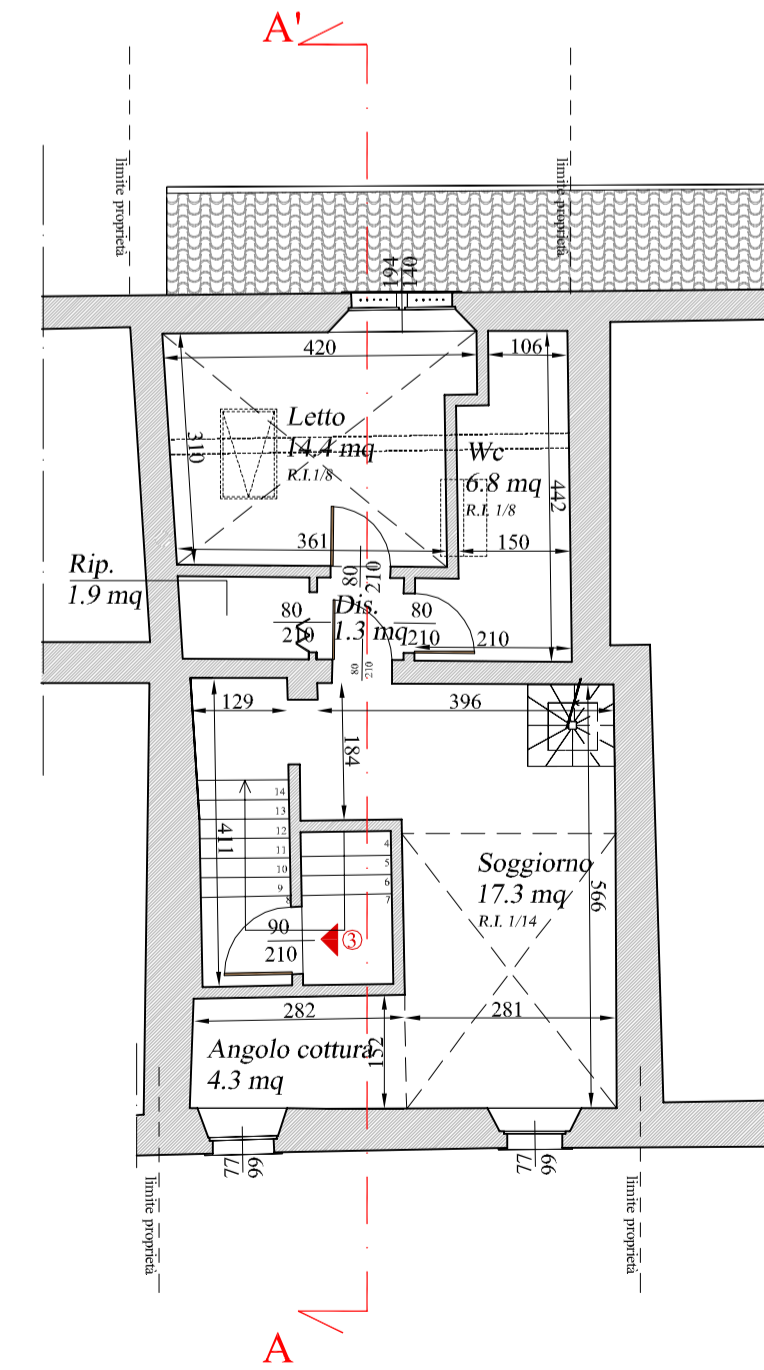 A'
limite proprietà
limite proprietà
194
140
420
106
Letto
14.4 mq
R.I.1/8
310
Wc
6.8 mq
R.I. 1/8
442
361
150
Rip.
1.9 mq
80
210
80
210
Dis.
1.3 mq
80
210
210
80
210
129
396
184
14
13
12
11
10
9
8
411
4
5
6
7
Soggiorno
17.3 mq
R.I. 1/14
566
90
210
3
282
281
152
Angolo cottura
4.3 mq
77
66
77
66
limite proprietà
limite proprietà
A